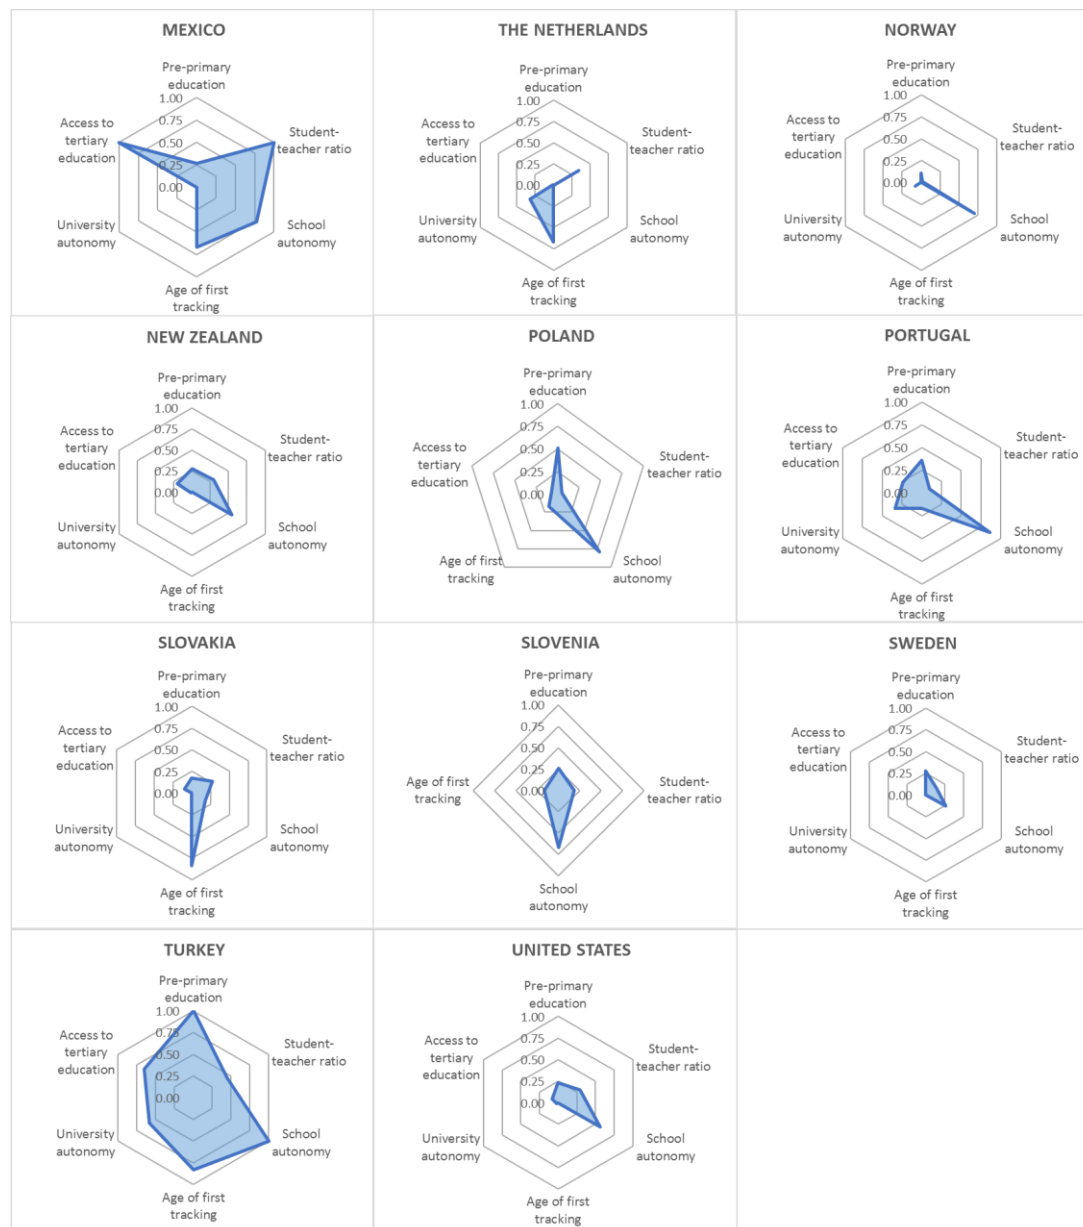 MEXICO
Pre-primary
education
1.00
0.75
0.50
0.25
0.00
Student-
teacher ratio
School
autonomy
Age of first
tracking
University
autonomy
Access to
tertiary
education
THE NETHERLANDS
Pre-primary
education
1.00
0.75
0.50
0.25
0.00
Student-
teacher ratio
School
autonomy
Age of first
tracking
University
autonomy
Access to
tertiary
education
NORWAY
Pre-primary
education
1.00
0.75
0.50
0.25
0.00
Student-
teacher ratio
School
autonomy
Age of first
tracking
University
autonomy
Access to
tertiary
education
NEW ZEALAND
Pre-primary
education
1.00
0.75
0.50
0.25
0.00
Student-
teacher ratio
School
autonomy
Age of first
tracking
University
autonomy
Access to
tertiary
education
POLAND
Pre-primary
education
1.00
0.75
0.50
0.25
0.00
Student-
teacher ratio
School
autonomy
Age of first
tracking
Access to
tertiary
education
PORTUGAL
Pre-primary
education
1.00
0.75
0.50
0.25
0.00
Student-
teacher ratio
School
autonomy
Age of first
tracking
University
autonomy
Access to
tertiary
education
SLOVAKIA
Pre-primary
education
1.00
0.75
0.50
0.25
0.00
Student-
teacher ratio
School
autonomy
Age of first
tracking
University
autonomy
Access to
tertiary
education
SLOVENIA
Pre-primary
education
1.00
0.75
0.50
0.25
0.00
Student-
teacher ratio
School
autonomy
Age of first
tracking
SWEDEN
Pre-primary
education
1.00
0.75
0.50
0.25
0.00
Student-
teacher ratio
School
autonomy
Age of first
tracking
University
autonomy
Access to
tertiary
education
TURKEY
Pre-primary
education
1.00
0.75
0.50
0.25
0.00
Student-
teacher ratio
School
autonomy
Age of first
tracking
University
autonomy
Access to
tertiary
education
UNITED STATES
Pre-primary
education
1.00
0.75
0.50
0.25
0.00
Student-
teacher ratio
School
autonomy
Age of first
tracking
University
autonomy
Access to
tertiary
education